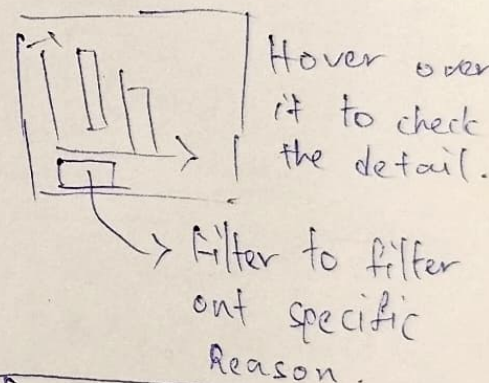 Hover over
it to check
the detail.
Filter to filter
out specific
Reason.